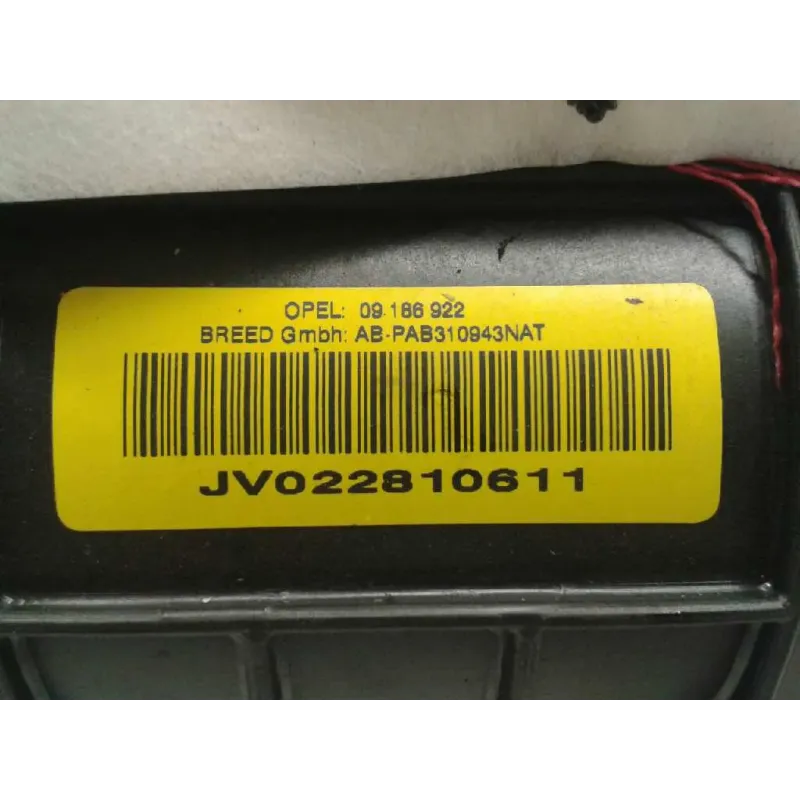 OPEL: 09 186 922
BREED Gmbh: AB-PAB310943NAT
JV022810611